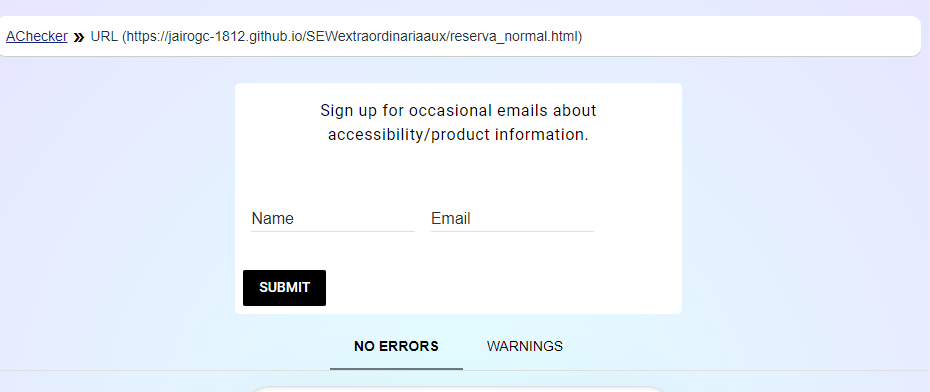 AChecker » URL (https://jairogc-1812.github.io/SEWextraordinariaaux/reserva_normal.html)
Sign up for occasional emails about
accessibility/product information.
Name Email
SUBMIT
NO ERRORS WARNINGS